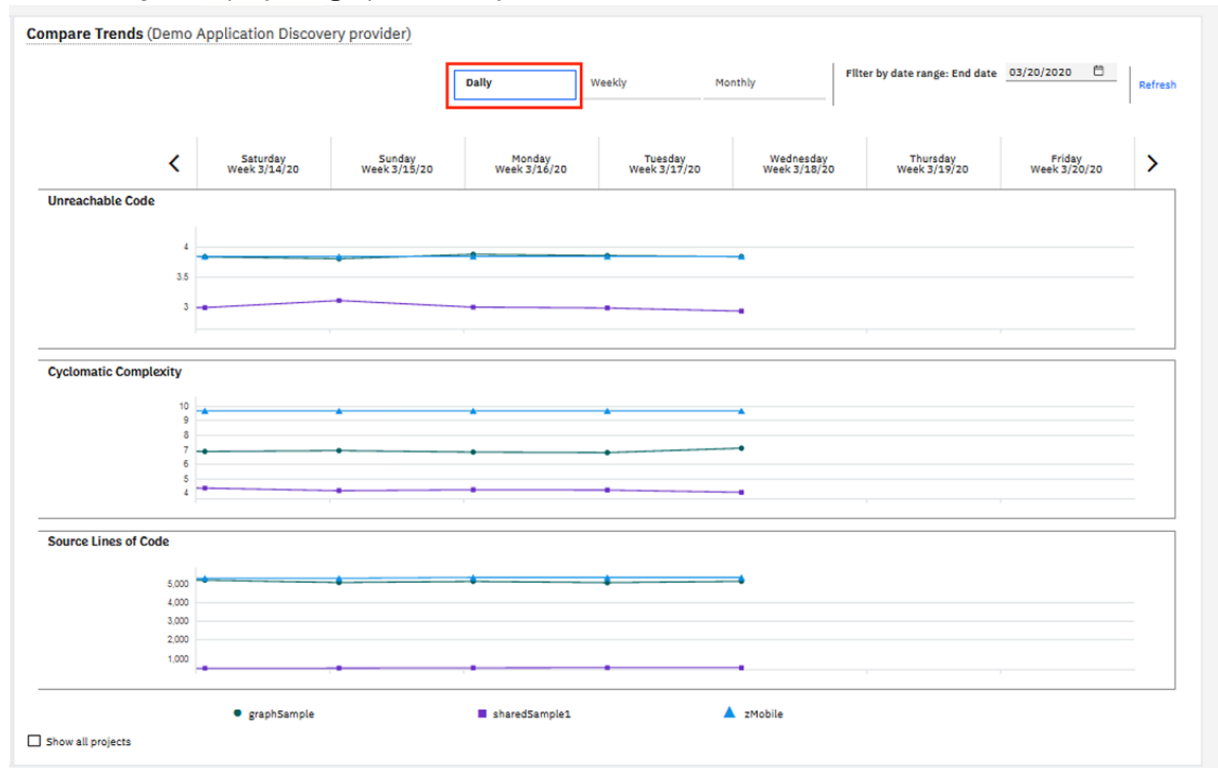 Compare Trends (Demo Application Discovery provider)
Daily Weekly Monthly Filter by date range: End date 03/20/2020
Refresh
Saturday Sunday Monday Tuesday Wednesday Thursday Friday
Week 3/14/20 Week 3/15/20 Week 3/16/20 Week 3/17/20 Week 3/18/20 Week 3/19/20 Week 3/20/20
Unreachable Code
4
3.5
3
Cyclomatic Complexity
10
9
8
7
6
5
4
Source Lines of Code
5,000
4,000
3,000
2,000
1,000
graphSample sharedSample1 zMobile
Show all projects